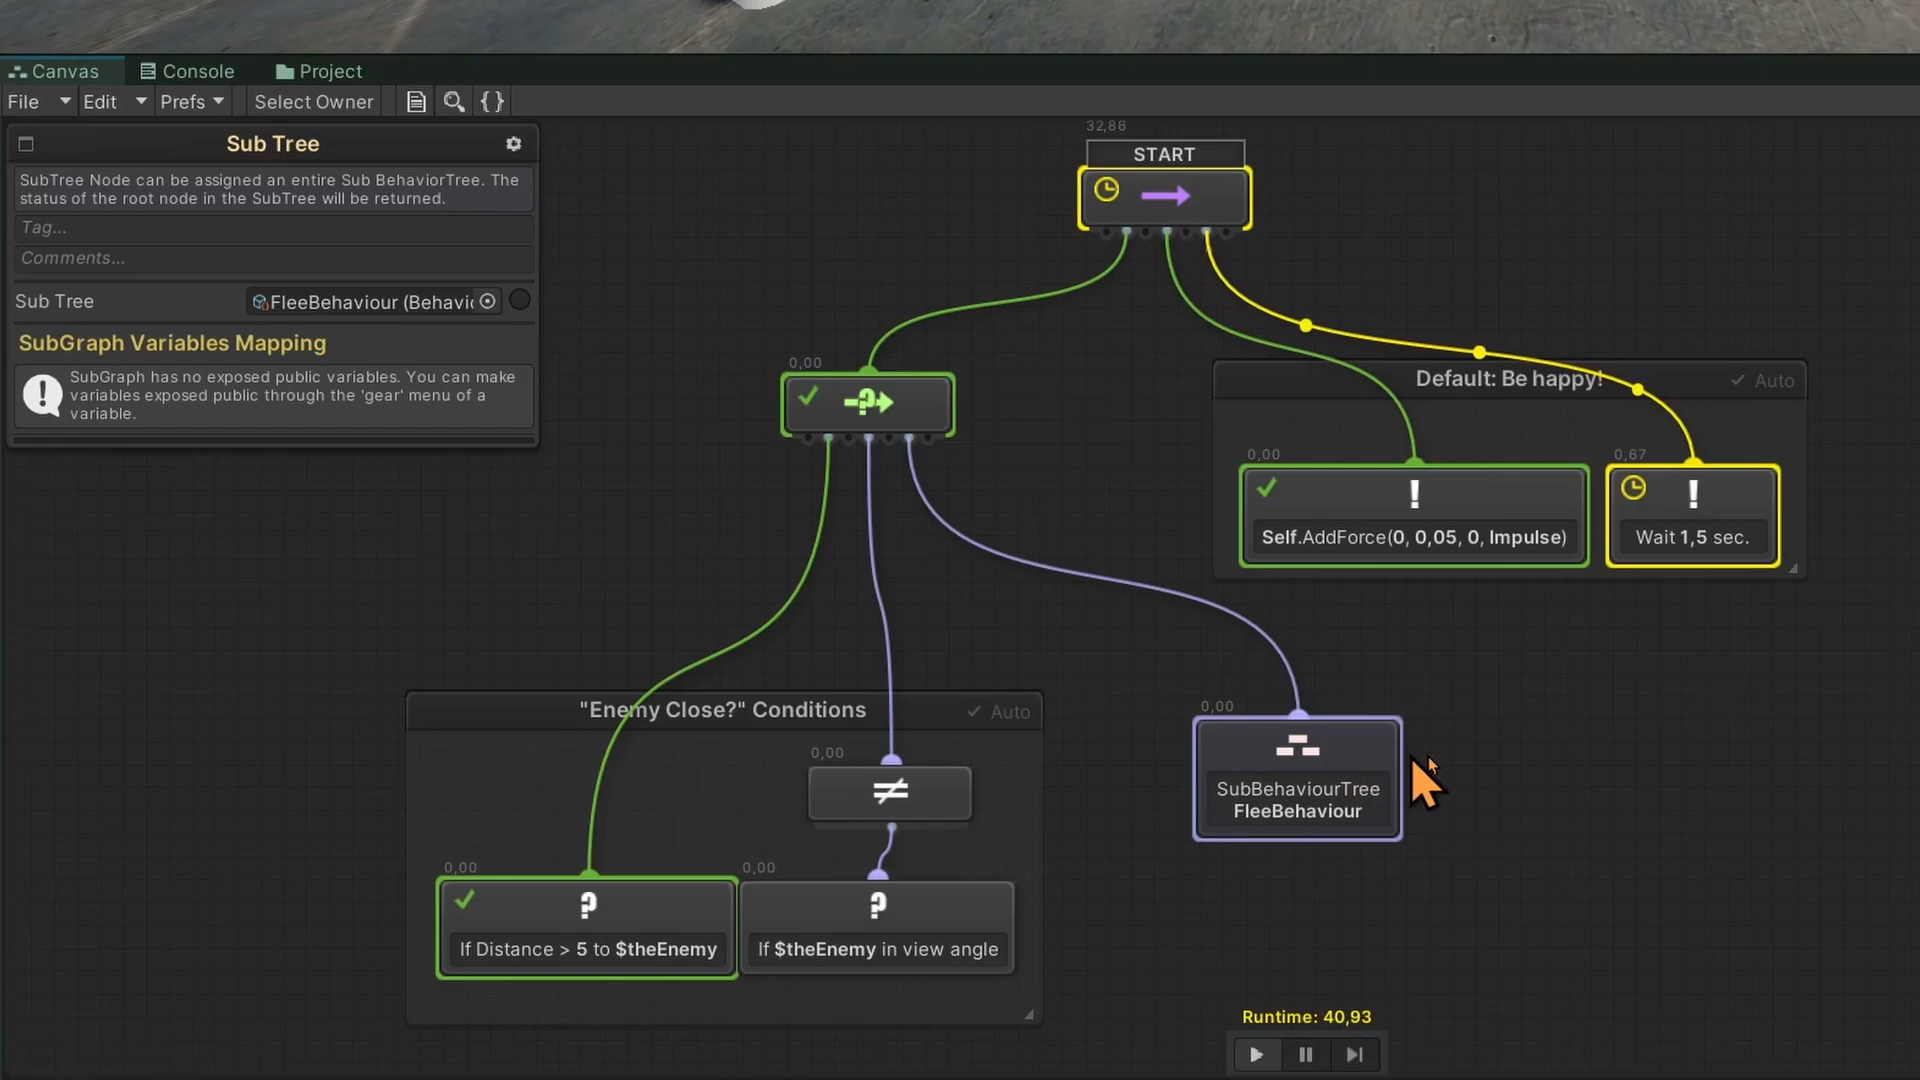 Canvas
Console
Project
File
Edit
Prefs
Select Owner
{}
Sub Tree
SubTree Node can be assigned an entire Sub BehaviorTree. The
status of the root node in the SubTree will be returned.
Tag...
Comments...
Sub Tree
FleeBehaviour (Behavic
SubGraph Variables Mapping
SubGraph has no exposed public variables. You can make
variables exposed public through the 'gear' menu of a
variable.
32,86
START
0,00
Default: Be happy!
Auto
0,00
!
Self.AddForce(0, 0,05, 0, Impulse)
0,67
!
Wait 1,5 sec.
"Enemy Close?" Conditions
Auto
0,00
≠
0,00
?
If Distance > 5 to $theEnemy
0,00
?
If $theEnemy in view angle
0,00
SubBehaviourTree
FleeBehaviour
Runtime: 40,93